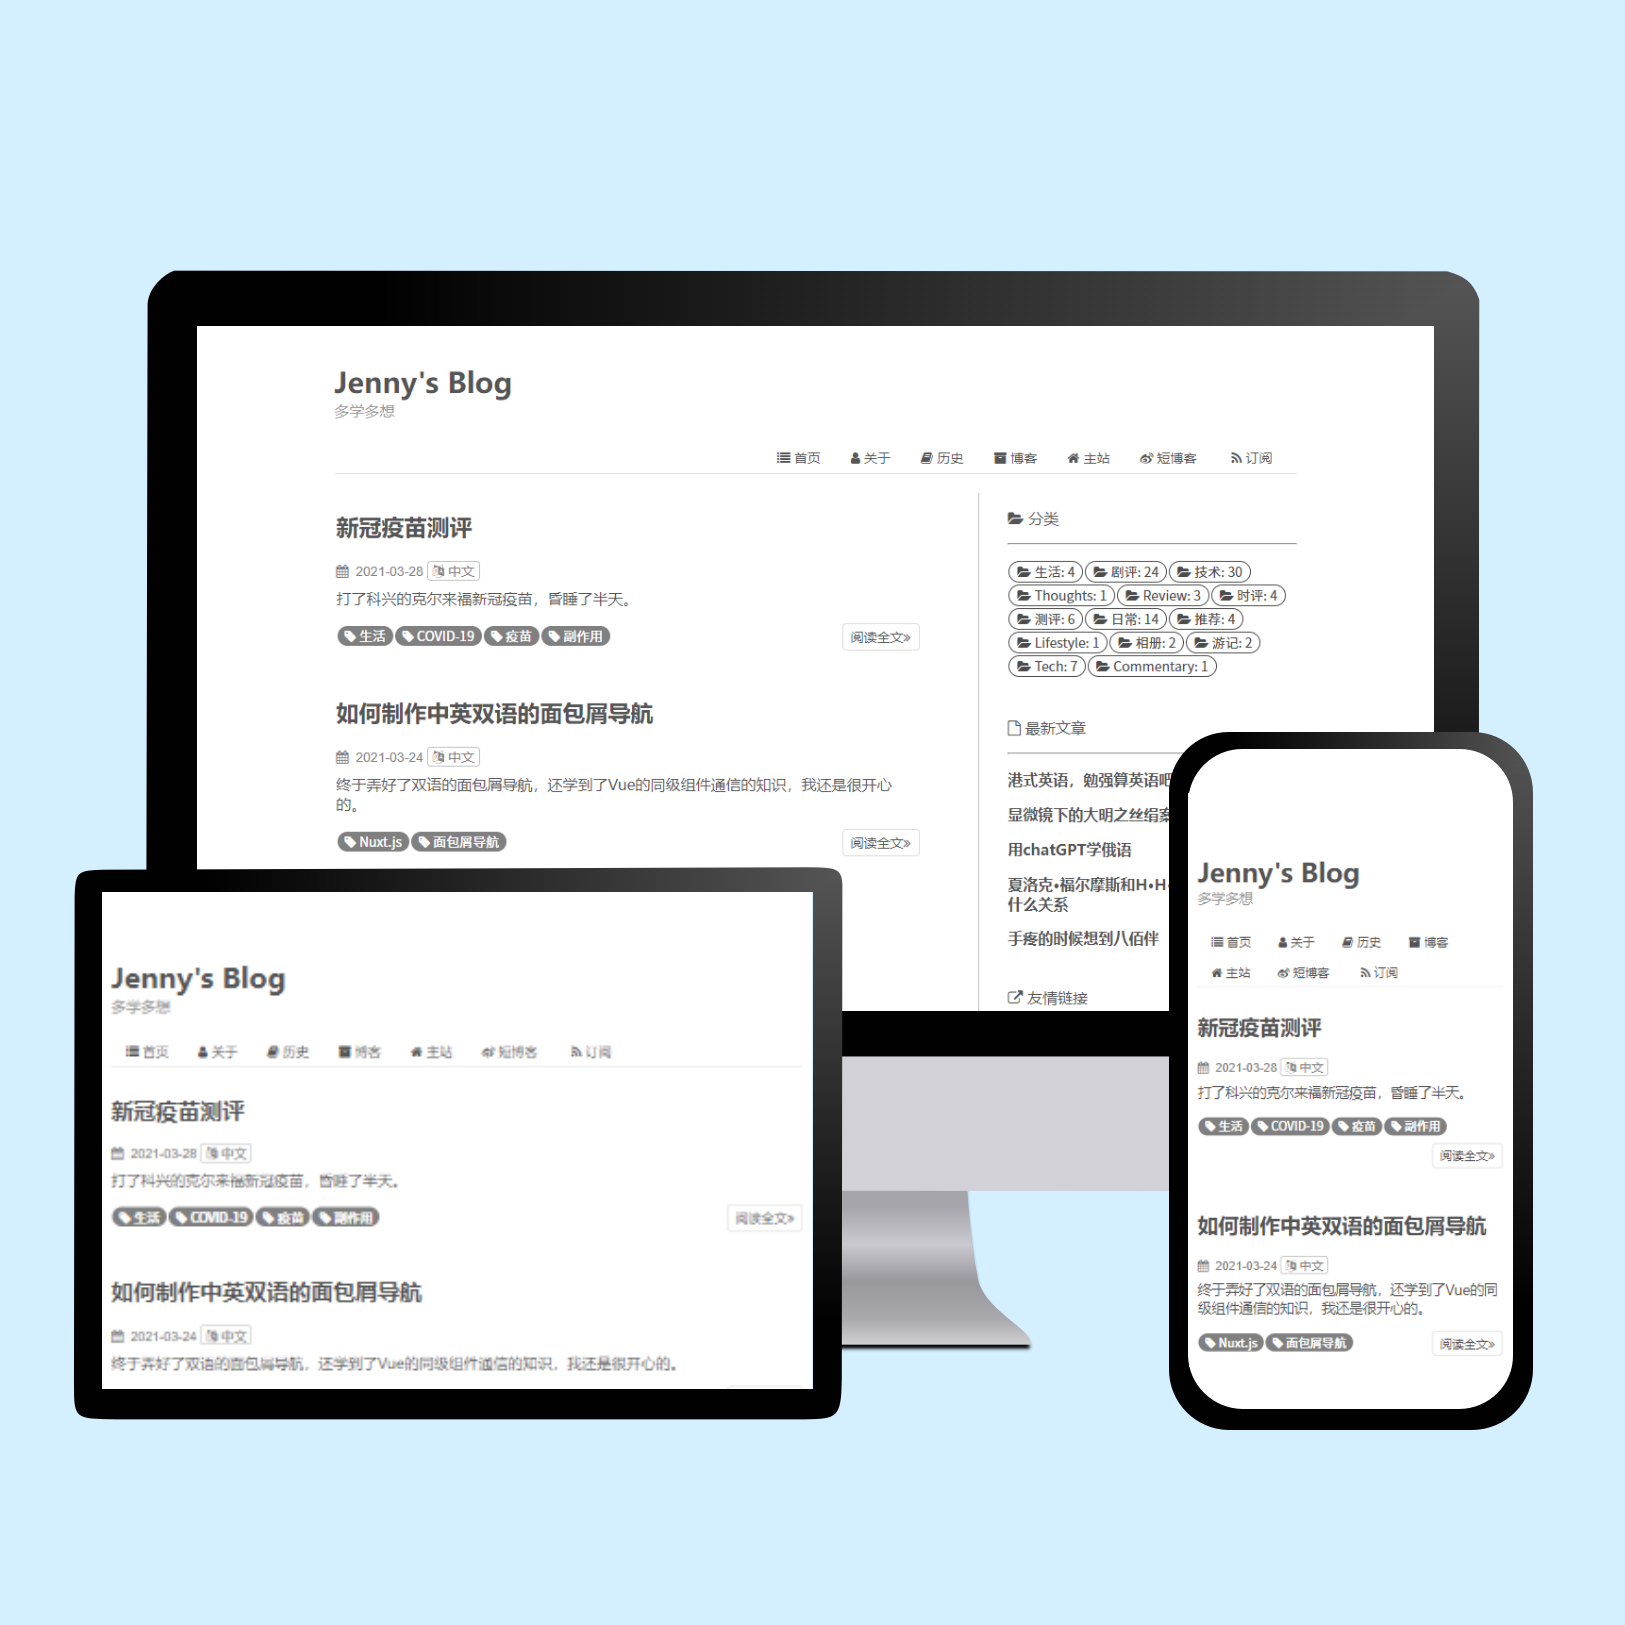 Jenny's Blog
多学多想
首页 关于 历史 博客 主站 短博客 订阅
新冠疫苗测评
2021-03-28 中文
打了科兴的克尔来福新冠疫苗，昏睡了半天。
生活 COVID-19 疫苗 副作用
阅读全文»
如何制作中英双语的面包屑导航
2021-03-24 中文
终于弄好了双语的面包屑导航，还学到了Vue的同级组件通信的知识，我还是很开心
的。
Nuxt.js 面包屑导航
阅读全文»
分类
生活: 4 剧评: 24 技术: 30
Thoughts: 1 Review: 3 时评: 4
测评: 6 日常: 14 推荐: 4
Lifestyle: 1 相册: 2 游记: 2
Tech: 7 Commentary: 1
最新文章
港式英语，勉强算英语吧
显微镜下的大明之丝绢案
用chatGPT学俄语
夏洛克•福尔摩斯和H•H•
什么关系
手疼的时候想到八佰伴
友情链接
Jenny's Blog
多学多想
首页 关于 历史 博客 主站 短博客 订阅
新冠疫苗测评
2021-03-28 中文
打了科兴的克尔来福新冠疫苗，昏睡了半天。
生活 COVID-19 疫苗 副作用
阅读全文»
如何制作中英双语的面包屑导航
2021-03-24 中文
终于弄好了双语的面包屑导航，还学到了Vue的同级组件通信的知识，我还是很开心的。
Jenny's Blog
多学多想
首页 关于 历史 博客
主站 短博客 订阅
新冠疫苗测评
2021-03-28 中文
打了科兴的克尔来福新冠疫苗，昏睡了半天。
生活 COVID-19 疫苗 副作用
阅读全文»
如何制作中英双语的面包屑导航
2021-03-24 中文
终于弄好了双语的面包屑导航，还学到了Vue的同
级组件通信的知识，我还是很开心的。
Nuxt.js 面包屑导航
阅读全文»